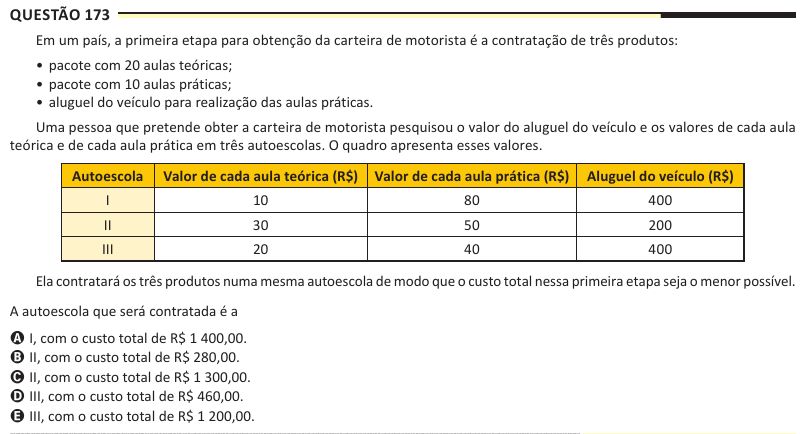 QUESTÃO 173
Em um país, a primeira etapa para obtenção da carteira de motorista é a contratação de três produtos:
• pacote com 20 aulas teóricas;
• pacote com 10 aulas práticas;
• aluguel do veículo para realização das aulas práticas.
Uma pessoa que pretende obter a carteira de motorista pesquisou o valor do aluguel do veículo e os valores de cada aula
teórica e de cada aula prática em três autoescolas. O quadro apresenta esses valores.
Autoescola Valor de cada aula teórica (R$) Valor de cada aula prática (R$) Aluguel do veículo (R$)
I 10 80 400
II 30 50 200
III 20 40 400
Ela contratará os três produtos numa mesma autoescola de modo que o custo total nessa primeira etapa seja o menor possível.
A autoescola que será contratada é a
A I, com o custo total de R$ 1 400,00.
B II, com o custo total de R$ 280,00.
C II, com o custo total de R$ 1 300,00.
D III, com o custo total de R$ 460,00.
E III, com o custo total de R$ 1 200,00.